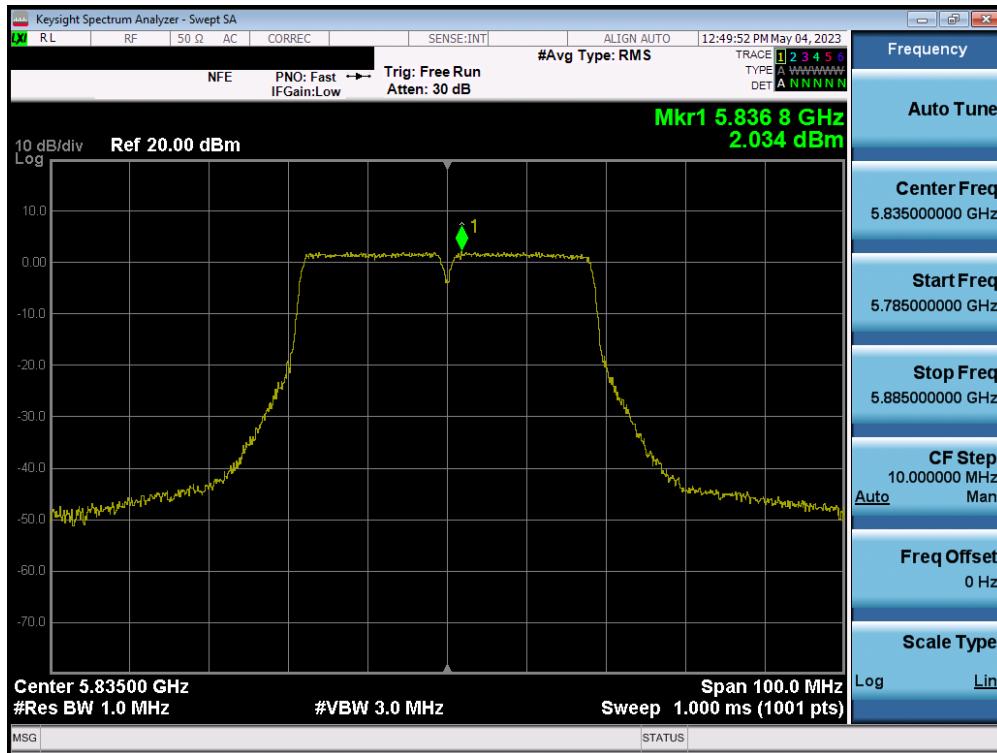 Keysight Spectrum Analyzer - Swept SA
LXI RL RF 50 Ω AC CORREC SENSE:INT ALIGN AUTO 12:49:52 PM May 04, 2023
#Avg Type: RMS TRACE 1 2 3 4 5 6
TYPE A WWWWW
DET A N N N N N
NFE PNO: Fast Trig: Free Run
IFGain:Low Atten: 30 dB
Mkr1 5.836 8 GHz
2.034 dBm
10 dB/div Ref 20.00 dBm
Log
1
10.0
0.00
-10.0
-20.0
-30.0
-40.0
-50.0
-60.0
-70.0
Center 5.83500 GHz Span 100.0 MHz
#Res BW 1.0 MHz #VBW 3.0 MHz Sweep 1.000 ms (1001 pts)
MSG STATUS
Frequency
Auto Tune
Center Freq
5.835000000 GHz
Start Freq
5.785000000 GHz
Stop Freq
5.885000000 GHz
CF Step
10.000000 MHz
Auto Man
Freq Offset
0 Hz
Scale Type
Log Lin